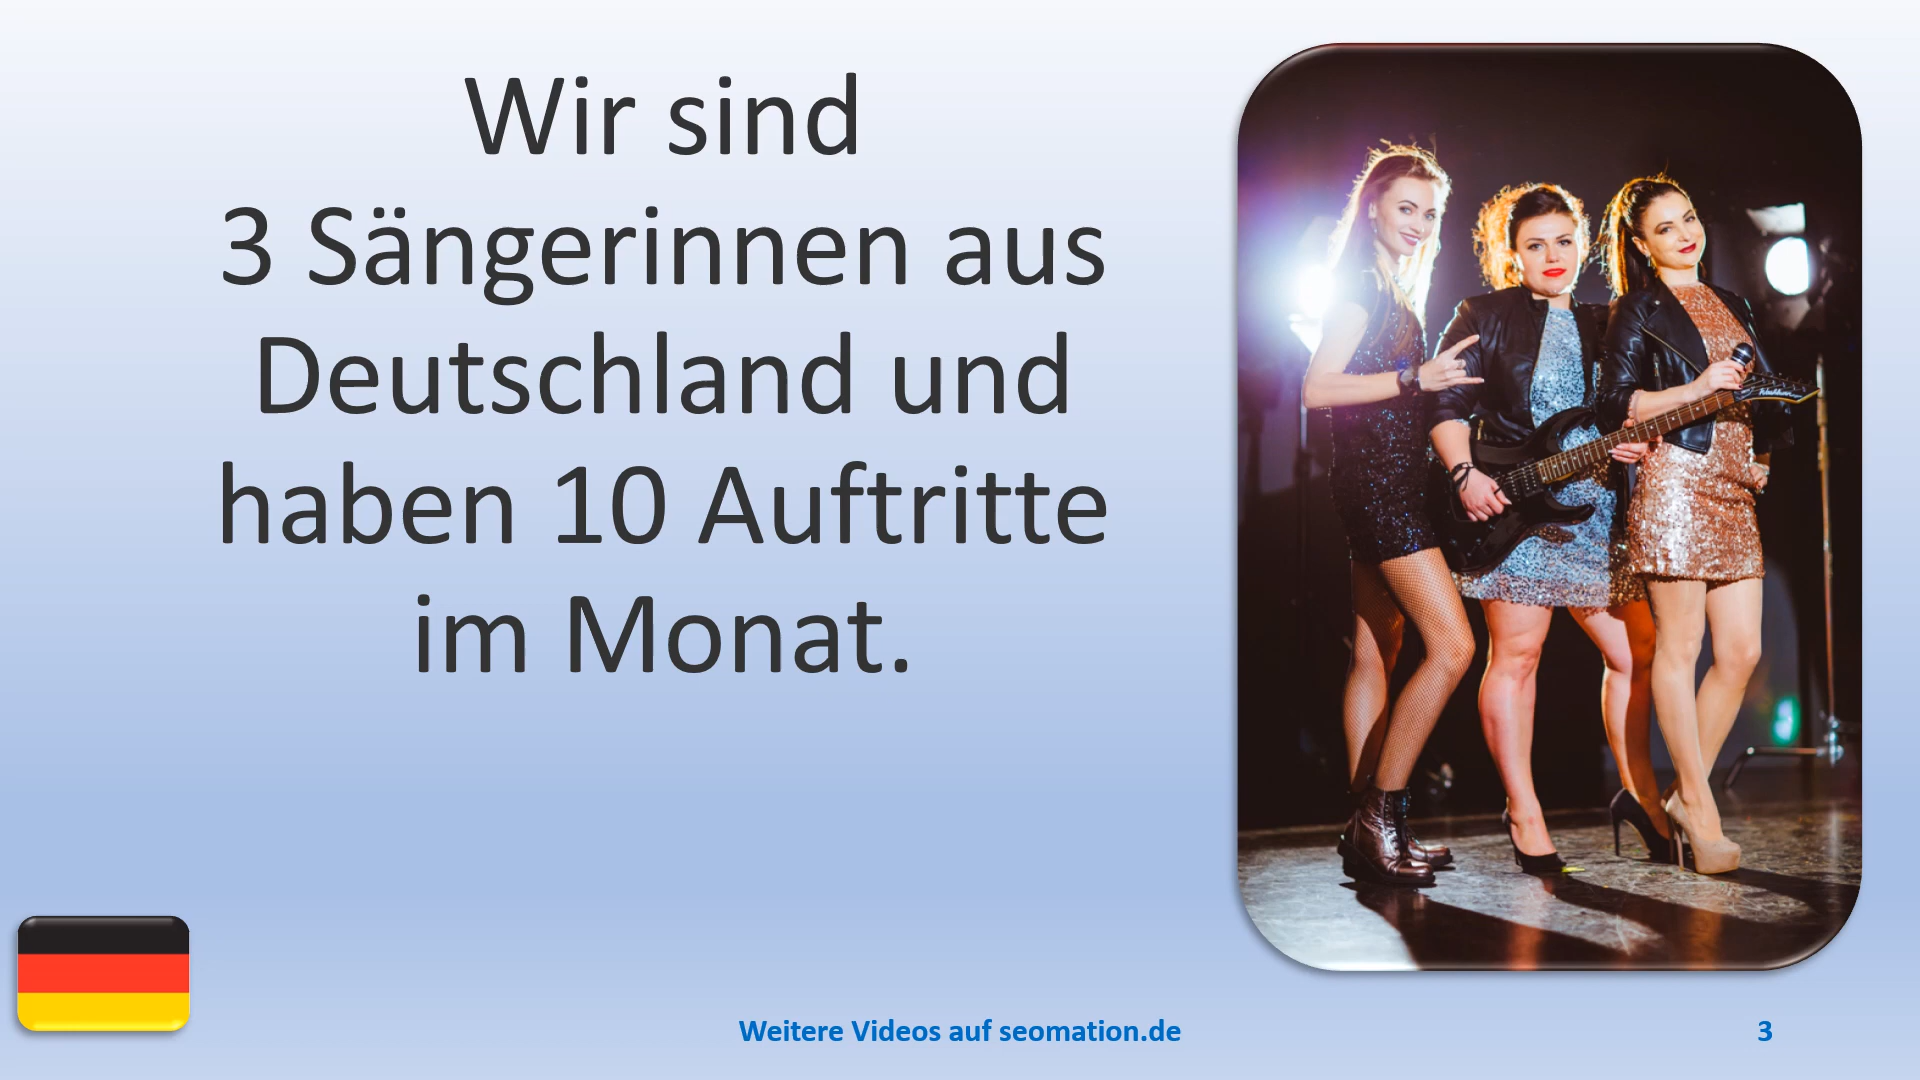 Wir sind
3 Sängerinnen aus
Deutschland und
haben 10 Auftritte
im Monat.
Weitere Videos auf seomation.de
3